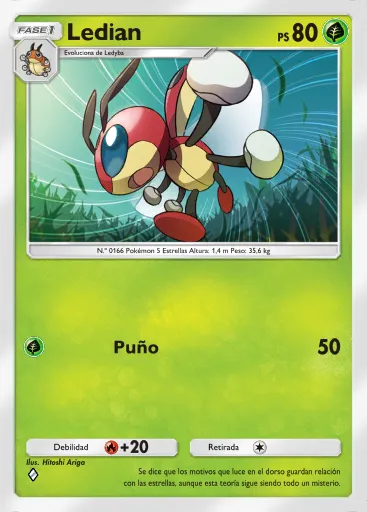 FASE 1
Ledian
PS 80
Evoluciona de Ledyba
N.º 0166 Pokémon 5 Estrellas Altura: 1,4 m Peso: 35,6 kg
Puño 50
Debilidad +20 Retirada
Ilus. Hitoshi Ariga
Se dice que los motivos que luce en el dorso guardan relación
con las estrellas, aunque esta teoría sigue siendo todo un misterio.